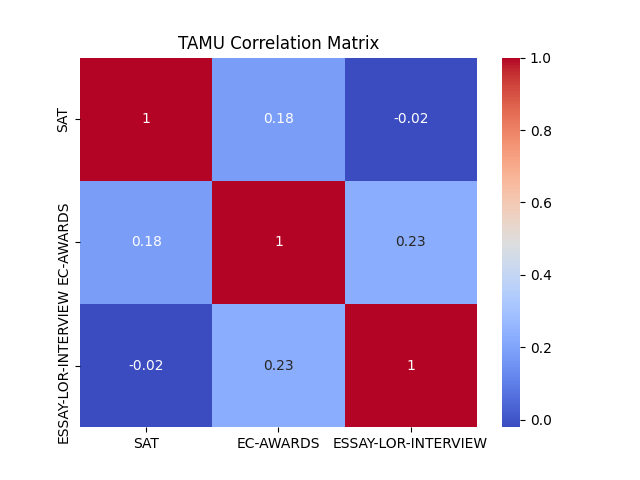 TAMU Correlation Matrix
SAT
1
0.18
-0.02
EC-AWARDS
0.18
1
0.23
ESSAY-LOR-INTERVIEW
-0.02
0.23
1
SAT
EC-AWARDS
ESSAY-LOR-INTERVIEW
1.0
0.8
0.6
0.4
0.2
0.0